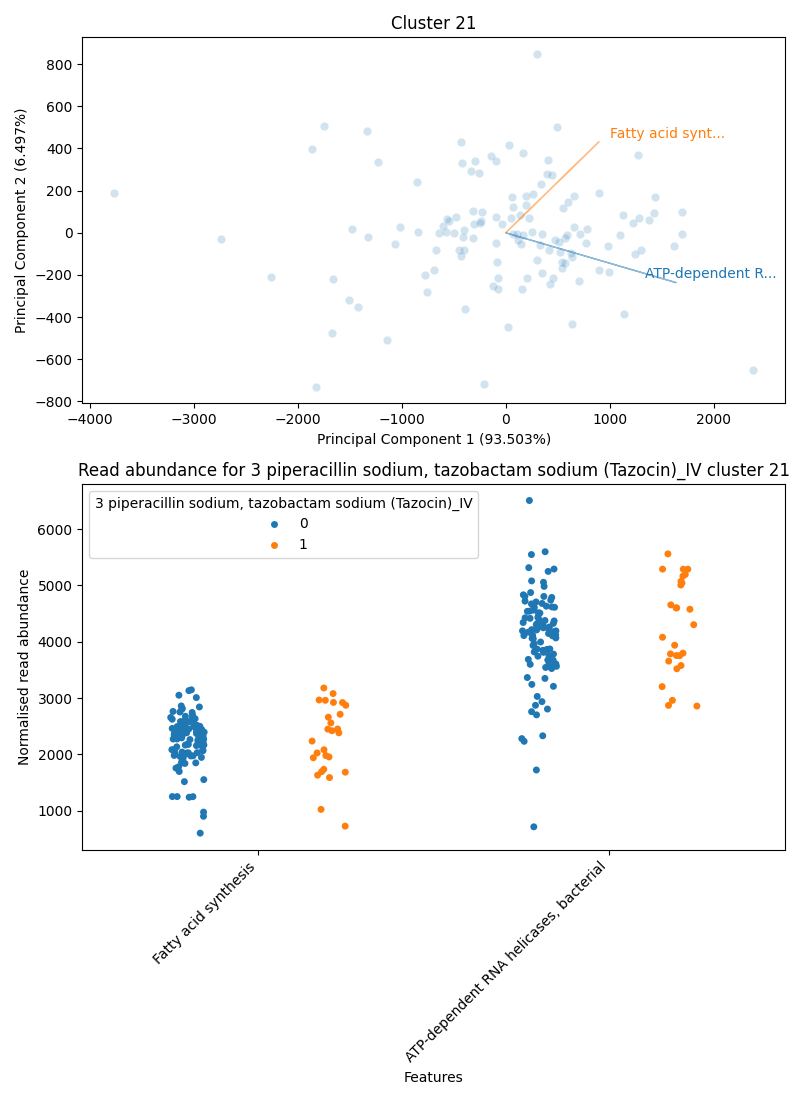 Cluster 21
Principal Component 2 (6.497%)
800
600
400
200
0
−200
−400
−600
−800
Fatty acid synt...
ATP-dependent R...
−4000 −3000 −2000 −1000 0 1000 2000
Principal Component 1 (93.503%)
Read abundance for 3 piperacillin sodium, tazobactam sodium (Tazocin)_IV cluster 21
3 piperacillin sodium, tazobactam sodium (Tazocin)_IV
0
1
Normalised read abundance
6000
5000
4000
3000
2000
1000
Fatty acid synthesis
ATP-dependent RNA helicases, bacterial
Features